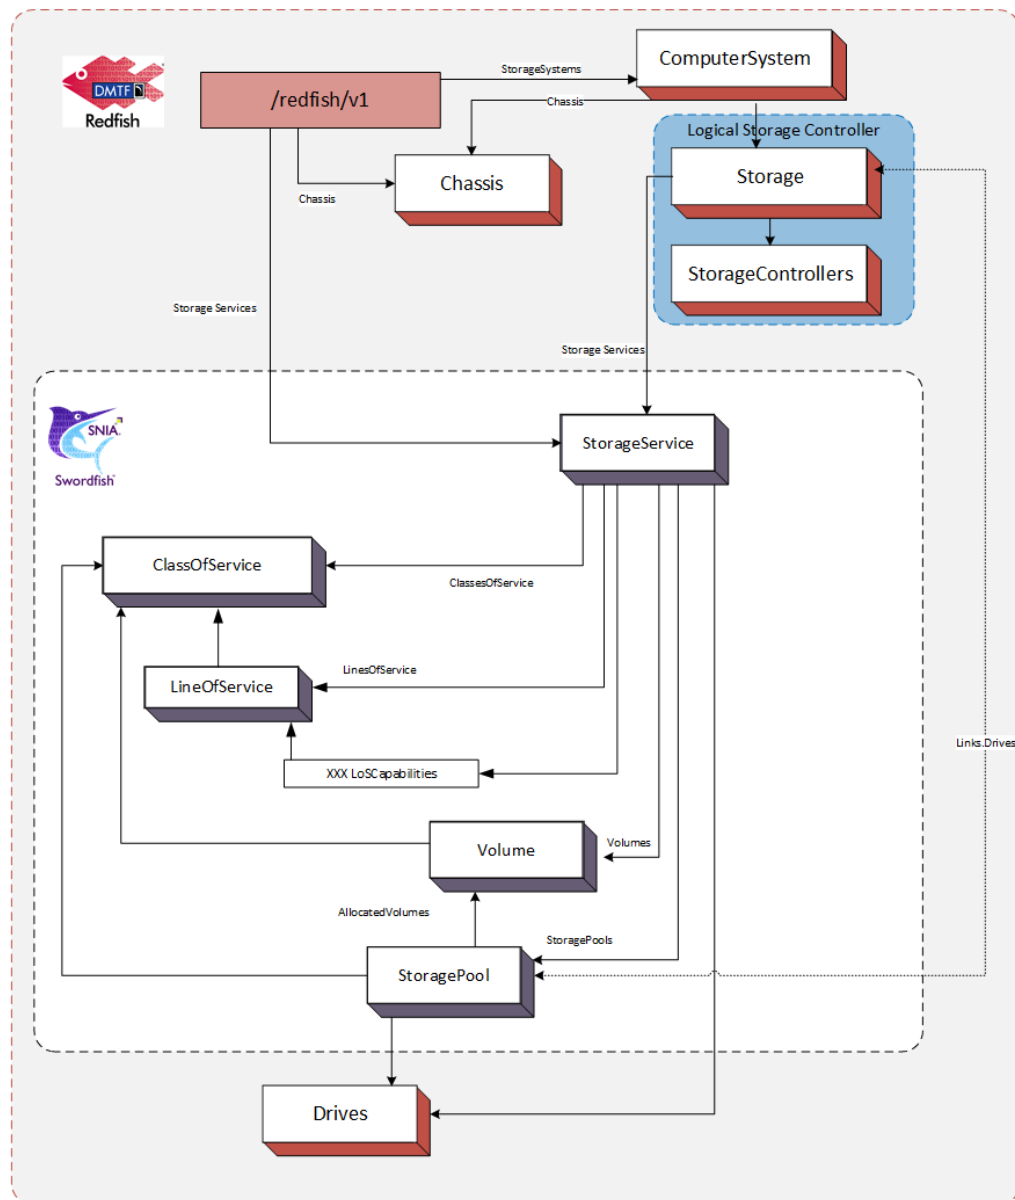 ComputerSystem
StorageSystems
DMTF
Redfish
/redfish/v1
Chassis
Logical Storage Controller
Chassis
Storage
Chassis
StorageControllers
Storage Services
Storage Services
SNIA.
Swordfish™
StorageService
ClassOfService
ClassesOfService
LinesOfService
LineOfService
Links.Drives
XXX LoSCapabilities
Volume
Volumes
AllocatedVolumes
StoragePools
StoragePool
Drives